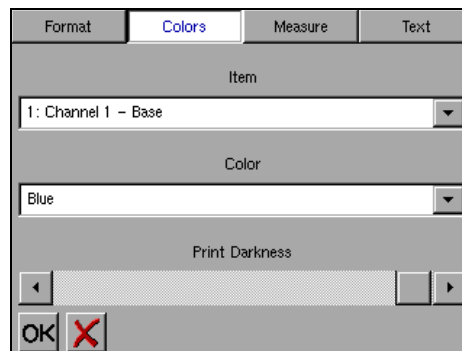 Format Colors Measure Text
Item
1: Channel 1 – Base
Color
Blue
Print Darkness
OK